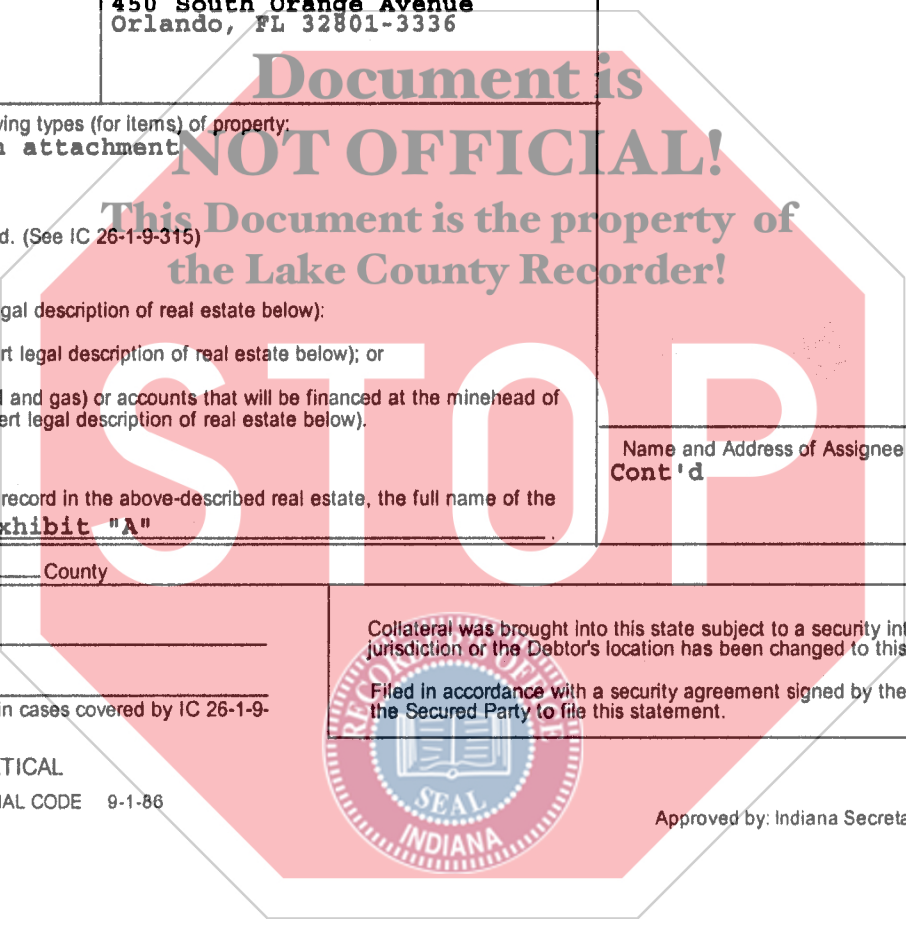 450 South Orange Avenue
Orlando, FL 32801-3336
Document is
NOT OFFICIAL!
This Document is the property of
the Lake County Recorder!
ving types (for items) of property:
attachment
d. (See IC 26-1-9-315)
gal description of real estate below):
rt legal description of real estate below); or
and gas) or accounts that will be financed at the minehead of
ert legal description of real estate below).
STOP
Name and Address of Assignee
Cont'd
record in the above-described real estate, the full name of the
xhibit "A"
County
Collateral was brought into this state subject to a security int
jurisdiction or the Debtor's location has been changed to this
Filed in accordance with a security agreement signed by the
the Secured Party to file this statement.
in cases covered by IC 26-1-9-
RECORDER'S OFFICE
SEAL
INDIANA
TICAL
IAL CODE 9-1-86
Approved by: Indiana Secreta